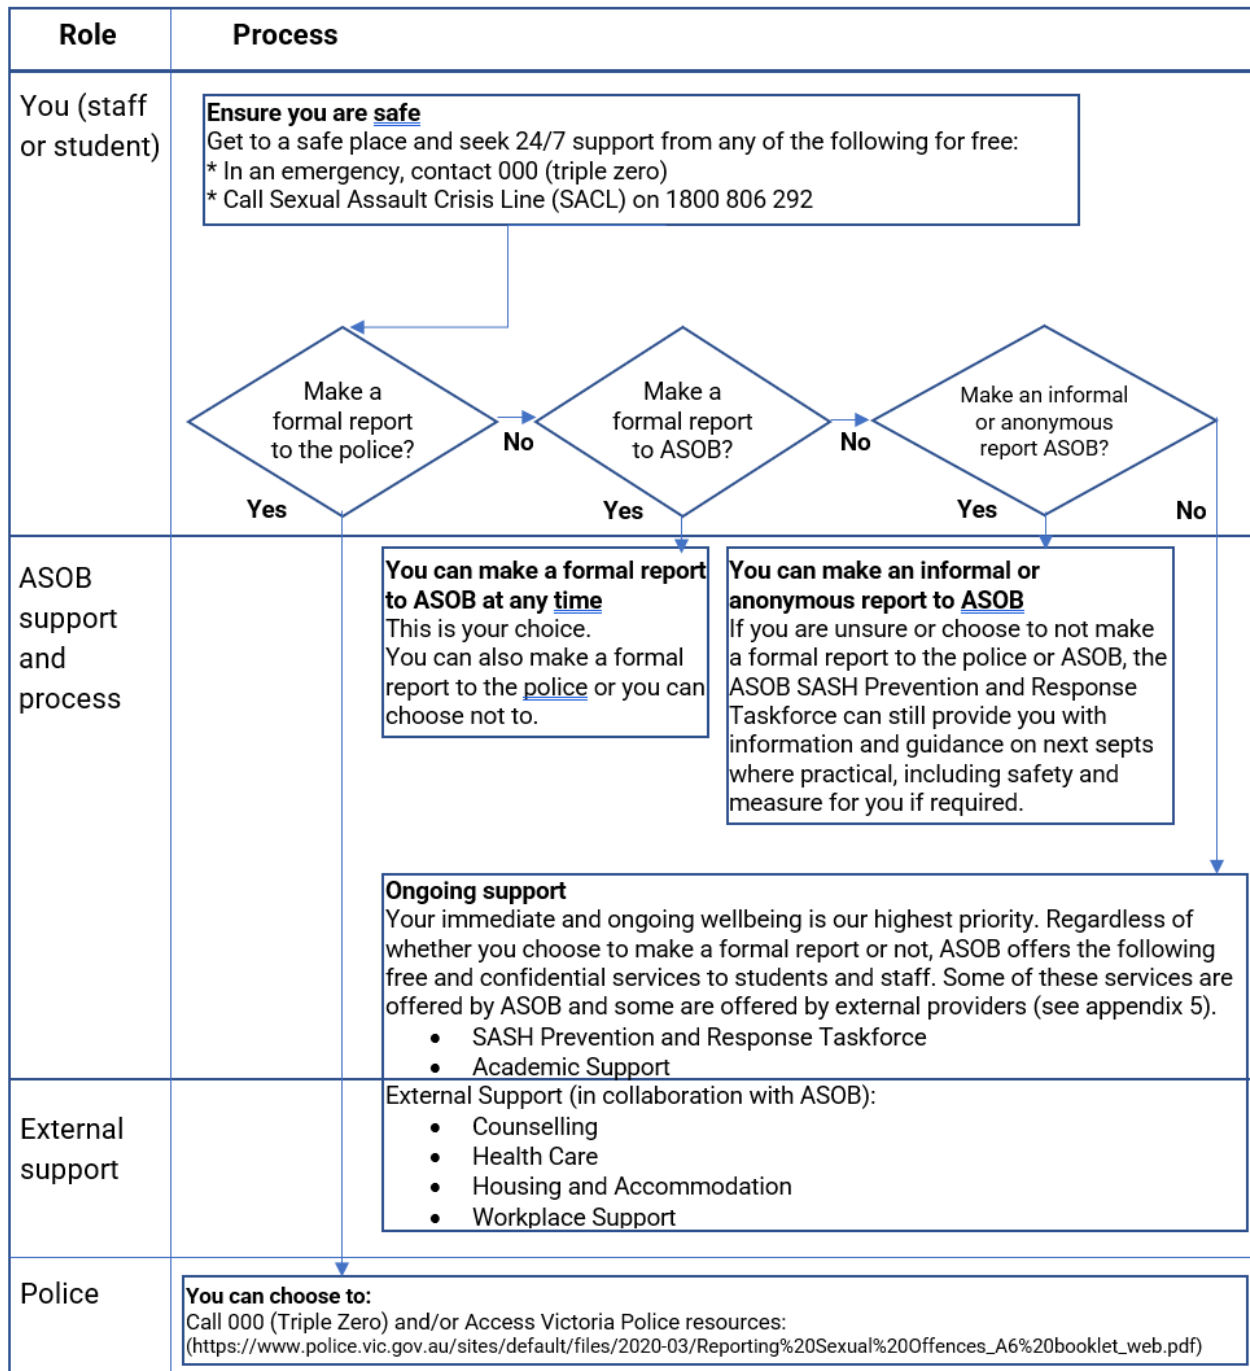 Role
Process
You (staff
or student)
Ensure you are safe
Get to a safe place and seek 24/7 support from any of the following for free:
* In an emergency, contact 000 (triple zero)
* Call Sexual Assault Crisis Line (SACL) on 1800 806 292
Make a
formal report
to the police?
No
Yes
Make a
formal report
to ASOB?
No
Yes
Make an informal
or anonymous
report ASOB?
Yes
No
ASOB
support
and
process
You can make a formal report
to ASOB at any time
This is your choice.
You can also make a formal
report to the police or you can
choose not to.
You can make an informal or
anonymous report to ASOB
If you are unsure or choose to not make
a formal report to the police or ASOB, the
ASOB SASH Prevention and Response
Taskforce can still provide you with
information and guidance on next septs
where practical, including safety and
measure for you if required.
Ongoing support
Your immediate and ongoing wellbeing is our highest priority. Regardless of
whether you choose to make a formal report or not, ASOB offers the following
free and confidential services to students and staff. Some of these services are
offered by ASOB and some are offered by external providers (see appendix 5).
• SASH Prevention and Response Taskforce
• Academic Support
External
support
External Support (in collaboration with ASOB):
• Counselling
• Health Care
• Housing and Accommodation
• Workplace Support
Police
You can choose to:
Call 000 (Triple Zero) and/or Access Victoria Police resources:
(https://www.police.vic.gov.au/sites/default/files/2020-03/Reporting%20Sexual%20Offences_A6%20booklet_web.pdf)